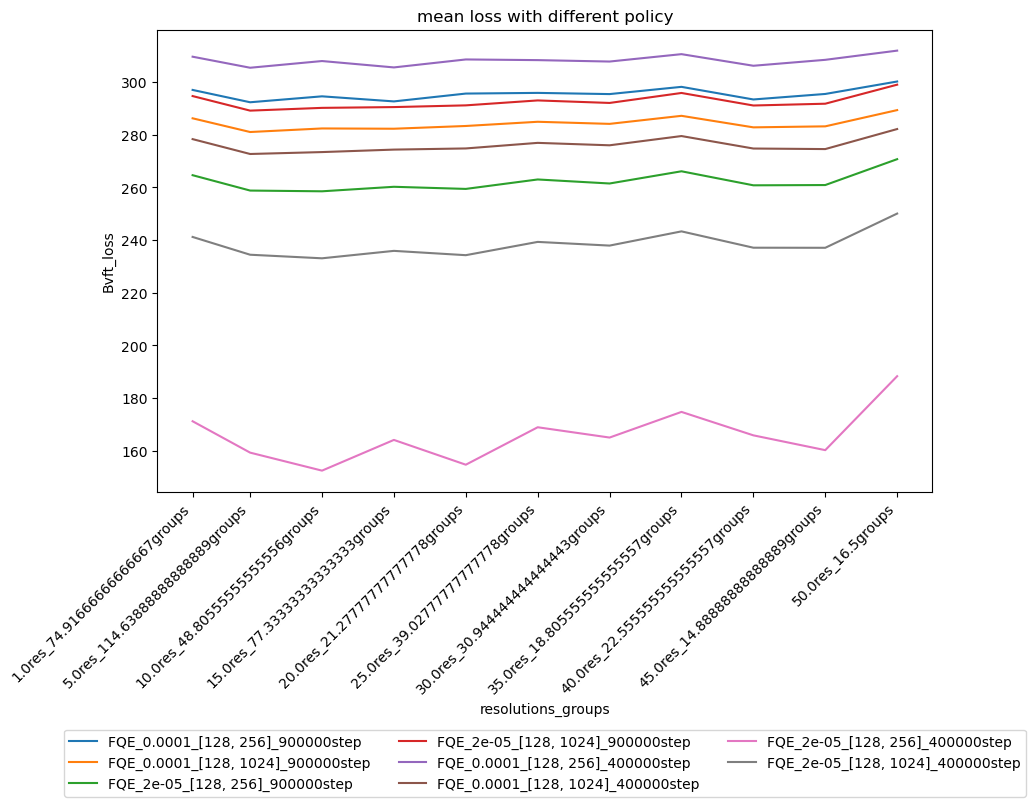 mean loss with different policy
Bvft_loss
300
280
260
240
220
200
180
160
1.0res_74.91666666666667groups
5.0res_114.63888888888889groups
10.0res_48.80555555555556groups
15.0res_77.33333333333333groups
20.0res_21.27777777777778groups
25.0res_39.02777777777778groups
30.0res_30.944444444444443groups
35.0res_18.805555555555557groups
40.0res_22.555555555555557groups
45.0res_14.88888888888889groups
50.0res_16.5groups
resolutions_groups
FQE_0.0001_[128, 256]_900000step
FQE_0.0001_[128, 1024]_900000step
FQE_2e-05_[128, 256]_900000step
FQE_2e-05_[128, 1024]_900000step
FQE_0.0001_[128, 256]_400000step
FQE_0.0001_[128, 1024]_400000step
FQE_2e-05_[128, 256]_400000step
FQE_2e-05_[128, 1024]_400000step